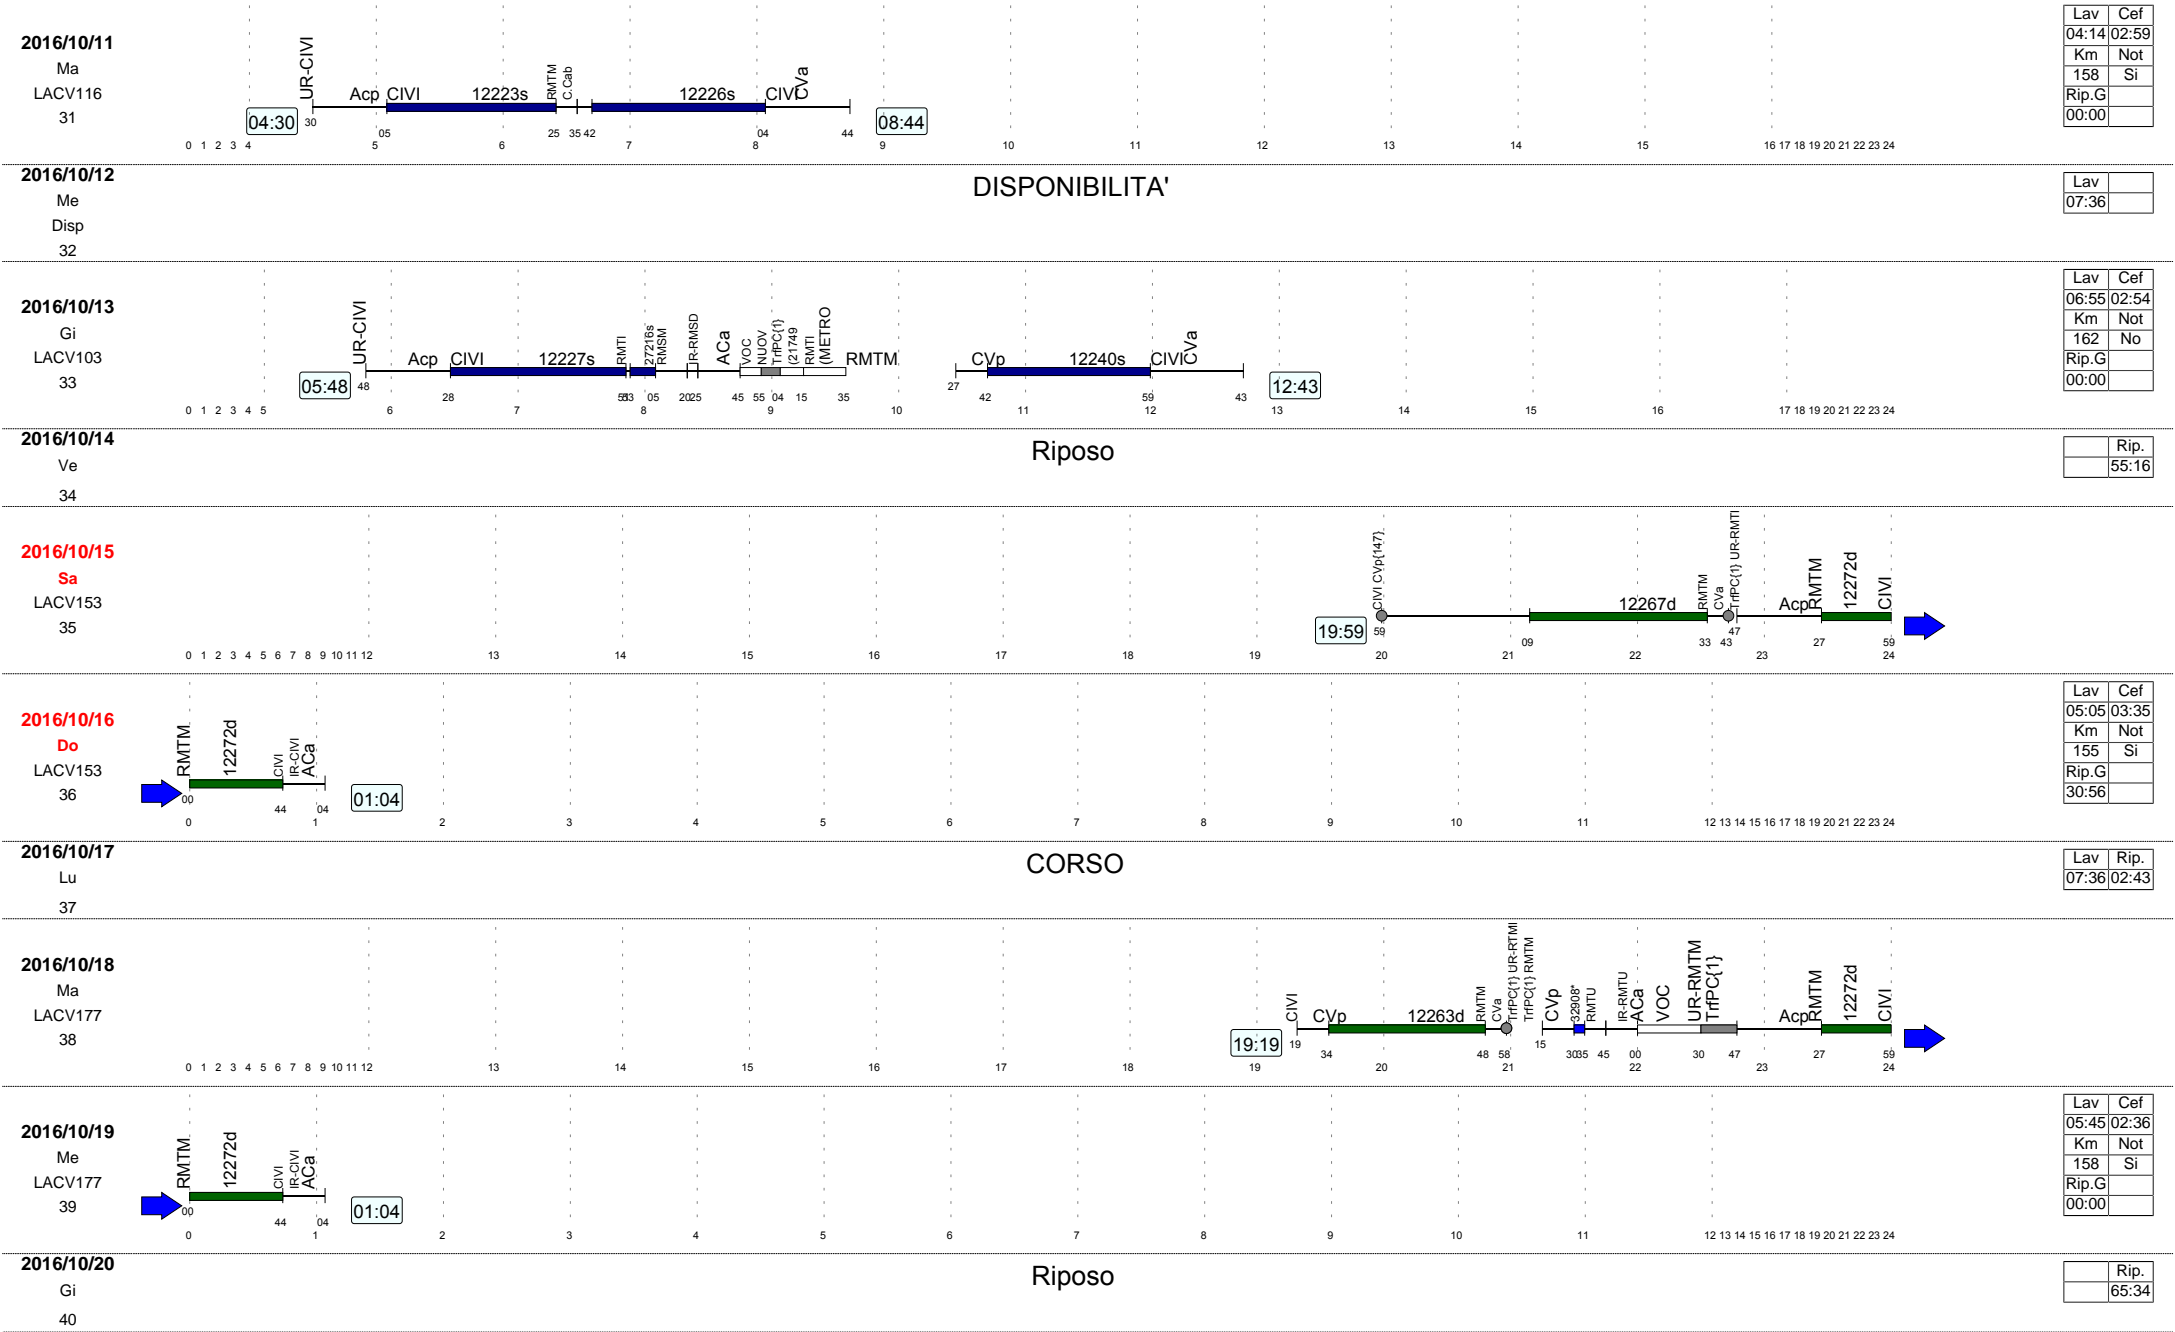 2016/10/11
Ma
LACV116
31
04:30
UR-CIVI
Acp CIVI 12223s RMTM C.Cab 12226s CIVI CVa
30 05 25 35 42 04 44
08:44
0 1 2 3 4 5 6 7 8 9 10 11 12 13 14 15 16 17 18 19 20 21 22 23 24
Lav Cef
04:14 02:59
Km Not
158 Si
Rip.G
00:00
2016/10/12
Me
Disp
32
DISPONIBILITA'
Lav
07:36
2016/10/13
Gi
LACV103
33
05:48
UR-CIVI
Acp CIVI 12227s RMTI 27216s RMSM IR-RMSD ACa VOC NUOV TrfPC{1} (21749 RMTI (METRO RMTM CVp 12240s CIVI CVa
48 28 51 53 05 20 25 45 55 04 15 35 27 42 59 43
12:43
0 1 2 3 4 5 6 7 8 9 10 11 12 13 14 15 16 17 18 19 20 21 22 23 24
Lav Cef
06:55 02:54
Km Not
162 No
Rip.G
00:00
2016/10/14
Ve
34
Riposo
Rip.
55:16
2016/10/15
Sa
LACV153
35
19:59
CIVI CVp{147} 12267d RMTM CVa TrfPC{1} UR-RMTI Acp RMTM 12272d CIVI
59 09 33 43 47 27 59
0 1 2 3 4 5 6 7 8 9 10 11 12 13 14 15 16 17 18 19 20 21 22 23 24
2016/10/16
Do
LACV153
36
RMTM 12272d CIVI IR-CIVI ACa
00 44 04
01:04
0 1 2 3 4 5 6 7 8 9 10 11 12 13 14 15 16 17 18 19 20 21 22 23 24
Lav Cef
05:05 03:35
Km Not
155 Si
Rip.G
30:56
2016/10/17
Lu
37
CORSO
Lav Rip.
07:36 02:43
2016/10/18
Ma
LACV177
38
19:19
CIVI CVp 12263d RMTM CVa TrfPC{1} UR-RTMI TrfPC{1} RMTM CVp 32908* RMTU IR-RMTU ACa VOC UR-RMTM TrfPC{1} Acp RMTM 12272d CIVI
19 34 48 58 15 30 35 45 00 30 47 27 59
0 1 2 3 4 5 6 7 8 9 10 11 12 13 14 15 16 17 18 19 20 21 22 23 24
2016/10/19
Me
LACV177
39
RMTM 12272d CIVI IR-CIVI ACa
00 44 04
01:04
0 1 2 3 4 5 6 7 8 9 10 11 12 13 14 15 16 17 18 19 20 21 22 23 24
Lav Cef
05:45 02:36
Km Not
158 Si
Rip.G
00:00
2016/10/20
Gi
40
Riposo
Rip.
65:34